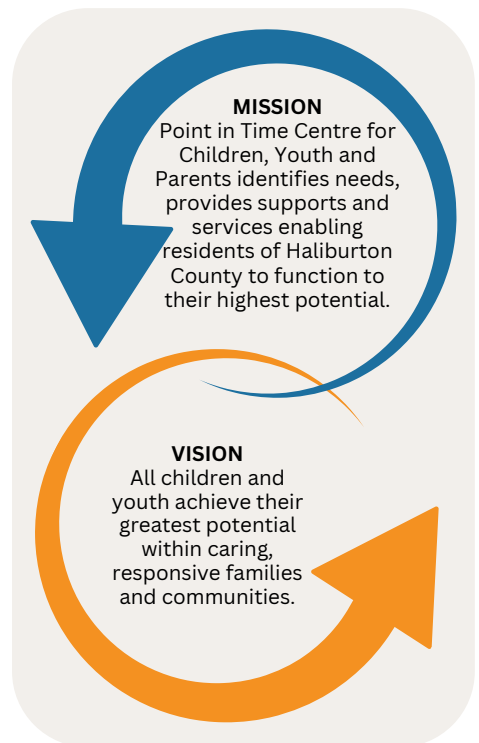 MISSION
Point in Time Centre for
Children, Youth and
Parents identifies needs,
provides supports and
services enabling
residents of Haliburton
County to function to
their highest potential.
VISION
All children and
youth achieve their
greatest potential
within caring,
responsive families
and communities.